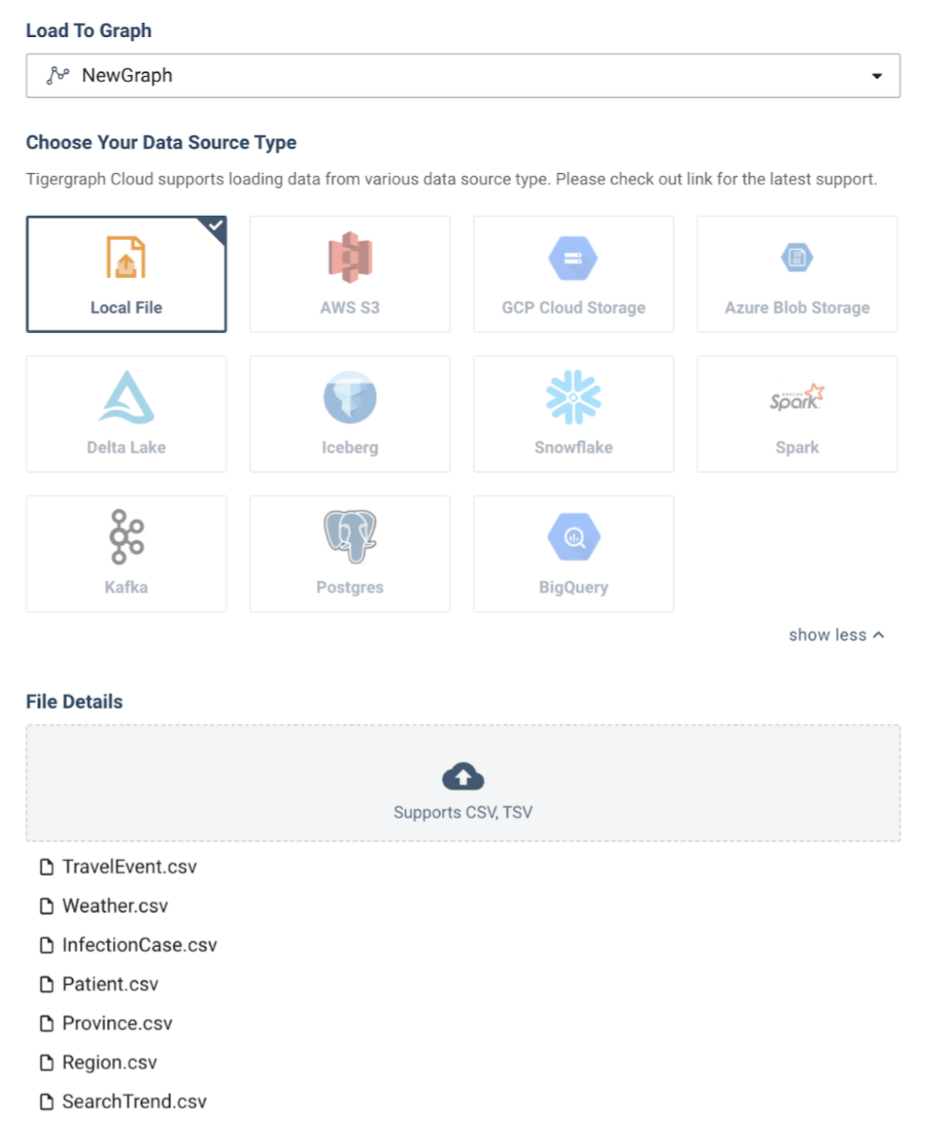 Load To Graph
NewGraph
Choose Your Data Source Type
Tigergraph Cloud supports loading data from various data source type. Please check out link for the latest support.
Local File
AWS S3
GCP Cloud Storage
Azure Blob Storage
Delta Lake
Iceberg
Snowflake
APACHE
Spark
Spark
Kafka
Postgres
BigQuery
show less
File Details
Supports CSV, TSV
TravelEvent.csv
Weather.csv
InfectionCase.csv
Patient.csv
Province.csv
Region.csv
SearchTrend.csv